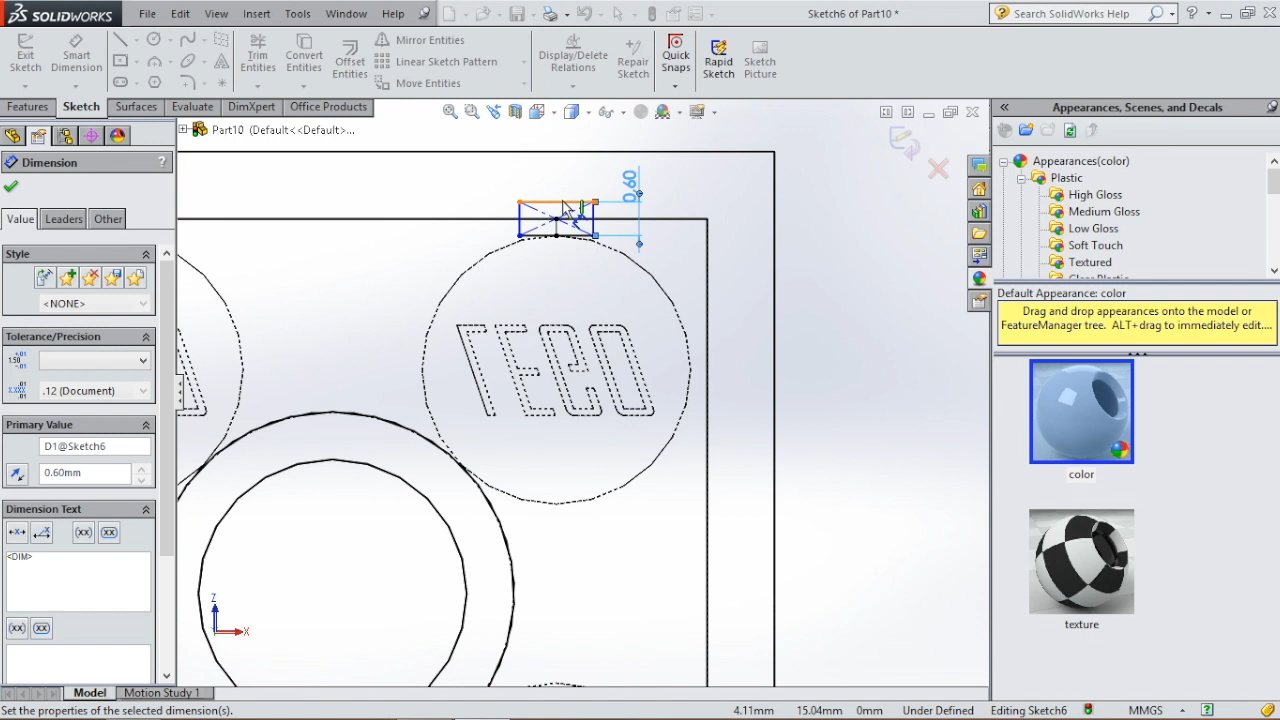 SOLIDWORKS
File Edit View Insert Tools Window Help
Sketch6 of Part10 *
Search SolidWorks Help
Exit Sketch
Smart Dimension
Trim Entities
Convert Entities
Offset Entities
Mirror Entities
Linear Sketch Pattern
Move Entities
Display/Delete Relations
Repair Sketch
Quick Snaps
Rapid Sketch
Sketch Picture
Features Sketch Surfaces Evaluate DimXpert Office Products
Appearances, Scenes, and Decals
Part10 (Default<<Default>...
Dimension
?
Value Leaders Other
Style
<NONE>
Tolerance/Precision
.12 (Document)
Primary Value
D1@Sketch6
0.60mm
Dimension Text
<DIM>
0.60
TECO
Z
X
Appearances(color)
Plastic
High Gloss
Medium Gloss
Low Gloss
Soft Touch
Textured
Default Appearance: color
Drag and drop appearances onto the model or
FeatureManager tree. ALT+drag to immediately edit....
color
texture
Model Motion Study 1
Set the properties of the selected dimension(s).
4.11mm 15.04mm 0mm Under Defined Editing Sketch6 MMGS